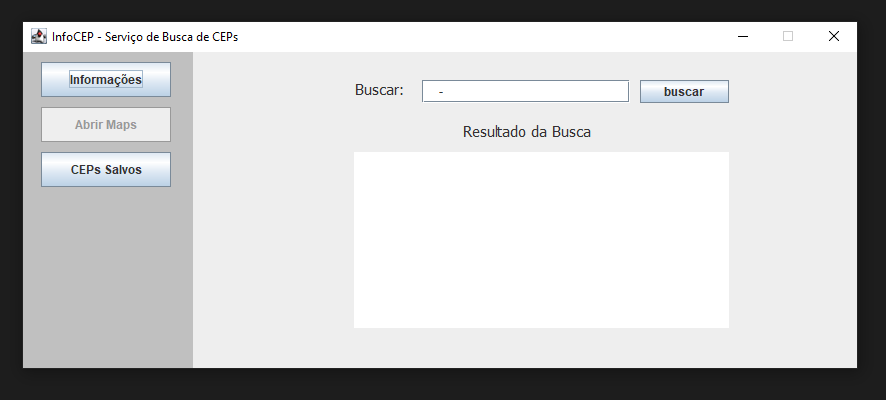 InfoCEP - Serviço de Busca de CEPs
Informações
Abrir Maps
CEPs Salvos
Buscar: - buscar
Resultado da Busca